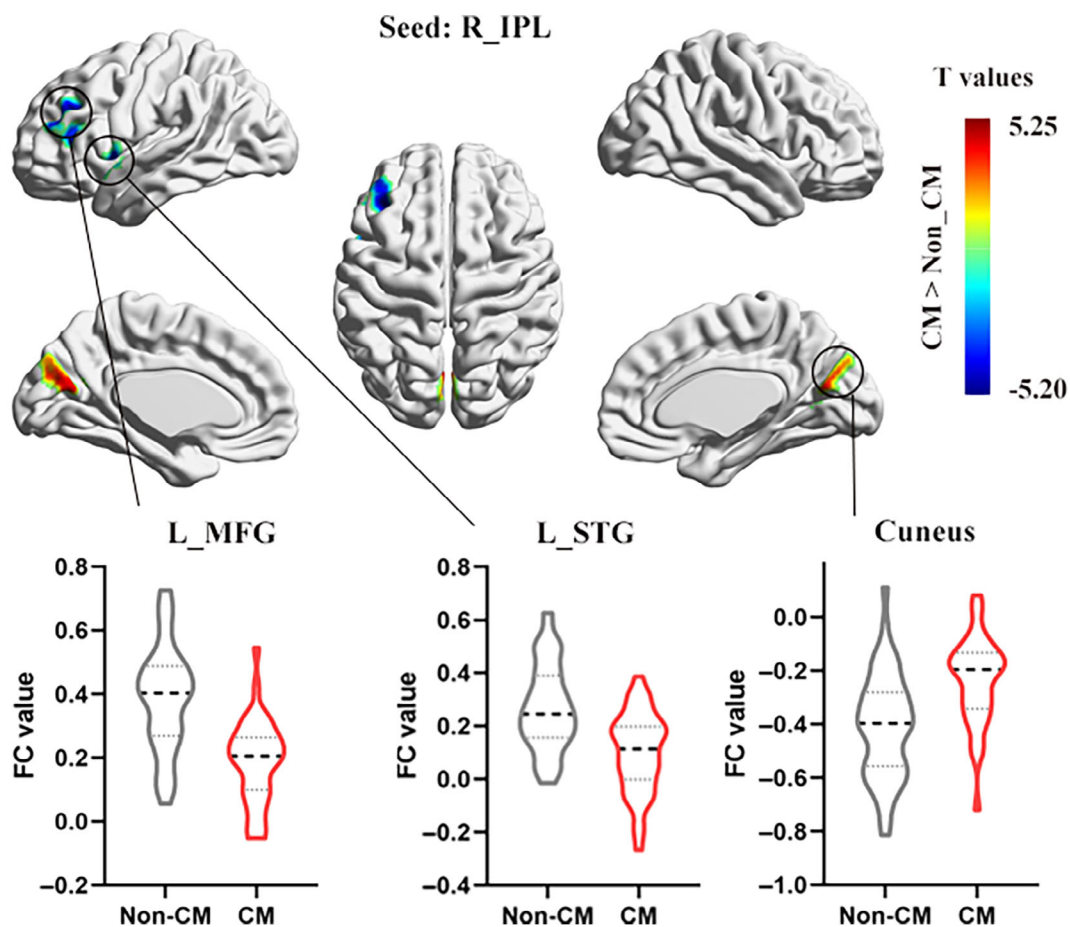 Seed: R_IPL
T values
5.25
CM > Non_CM
-5.20
L_MFG
L_STG
Cuneus
FC value
0.8
0.6
0.4
0.2
0.0
−0.2
Non-CM
CM
FC value
0.8
0.6
0.4
0.2
0.0
−0.2
−0.4
Non-CM
CM
FC value
0.0
−0.2
−0.4
−0.6
−0.8
−1.0
Non-CM
CM